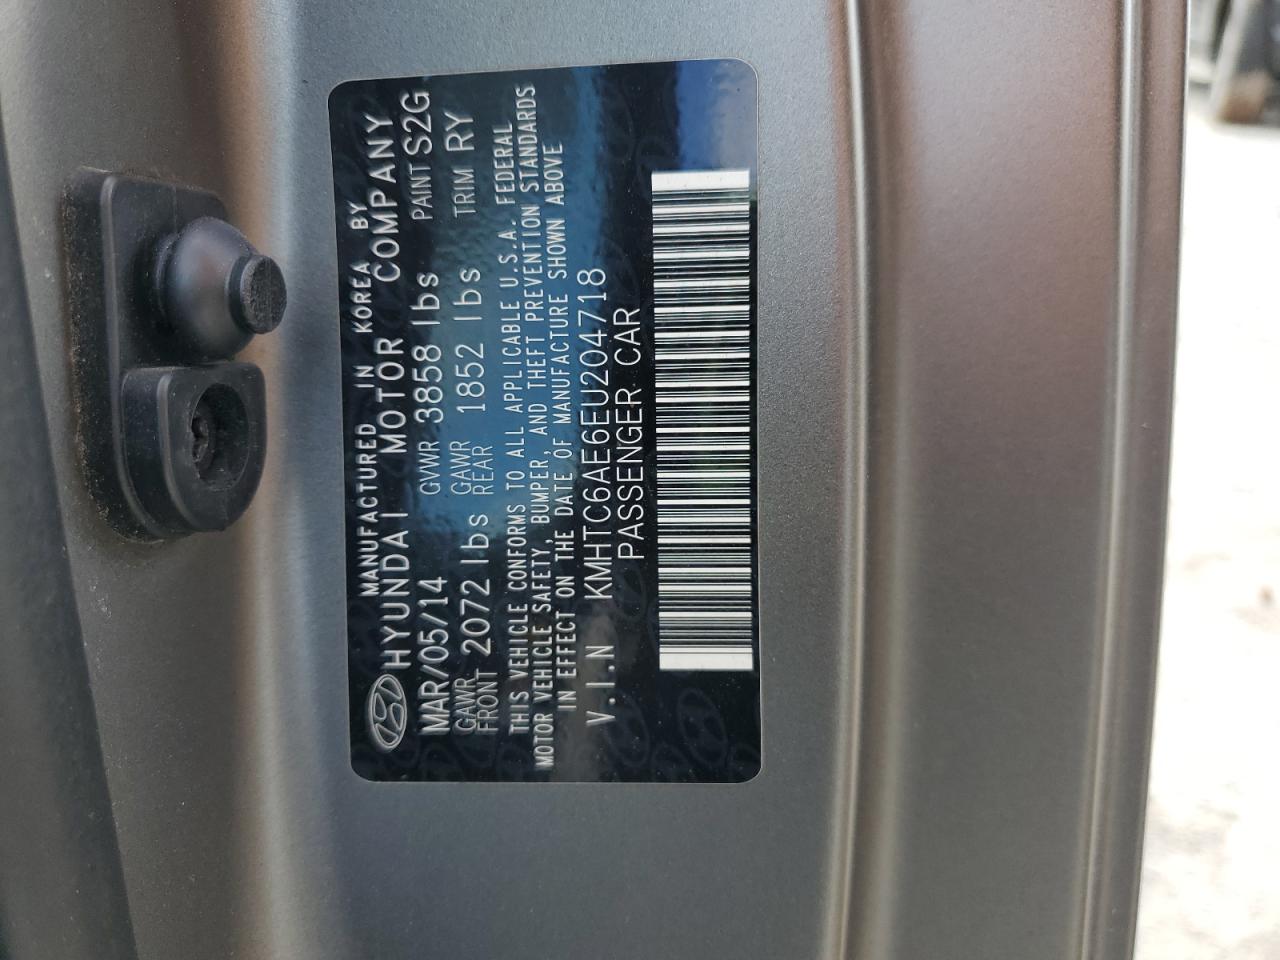 MANUFACTURED IN KOREA BY
HYUNDAI MOTOR COMPANY
MAR/05/14 GVWR 3858 lbs PAINT S2G
GAWR FRONT 2072 lbs GAWR REAR 1852 lbs TRIM RY
THIS VEHICLE CONFORMS TO ALL APPLICABLE U.S.A. FEDERAL
MOTOR VEHICLE SAFETY, BUMPER, AND THEFT PREVENTION STANDARDS
IN EFFECT ON THE DATE OF MANUFACTURE SHOWN ABOVE
V.I.N KMHTC6AE6EU204718
PASSENGER CAR